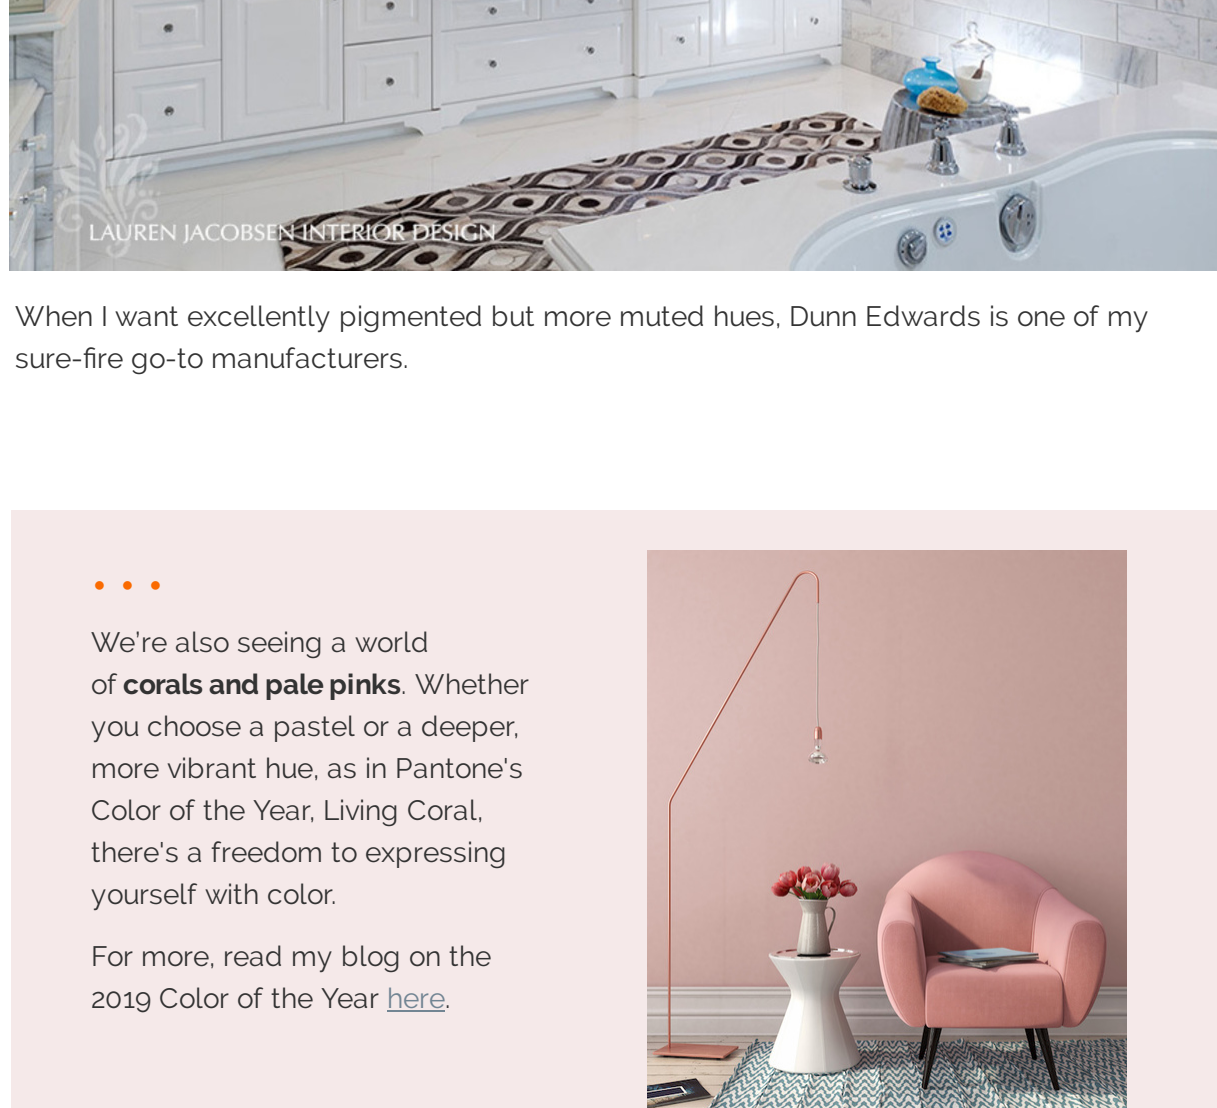 LAUREN JACOBSEN INTERIOR DESIGN
When I want excellently pigmented but more muted hues, Dunn Edwards is one of my
sure-fire go-to manufacturers.
We’re also seeing a world
of corals and pale pinks. Whether
you choose a pastel or a deeper,
more vibrant hue, as in Pantone's
Color of the Year, Living Coral,
there's a freedom to expressing
yourself with color.
For more, read my blog on the
2019 Color of the Year here.